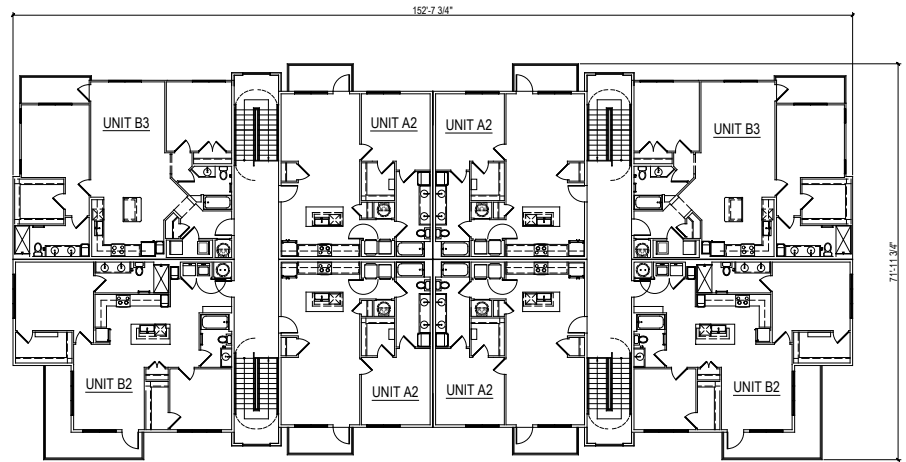 152'-7 3/4"
UNIT B3
UNIT A2
UNIT A2
UNIT B3
71'-11 3/4"
UNIT B2
UNIT A2
UNIT A2
UNIT B2